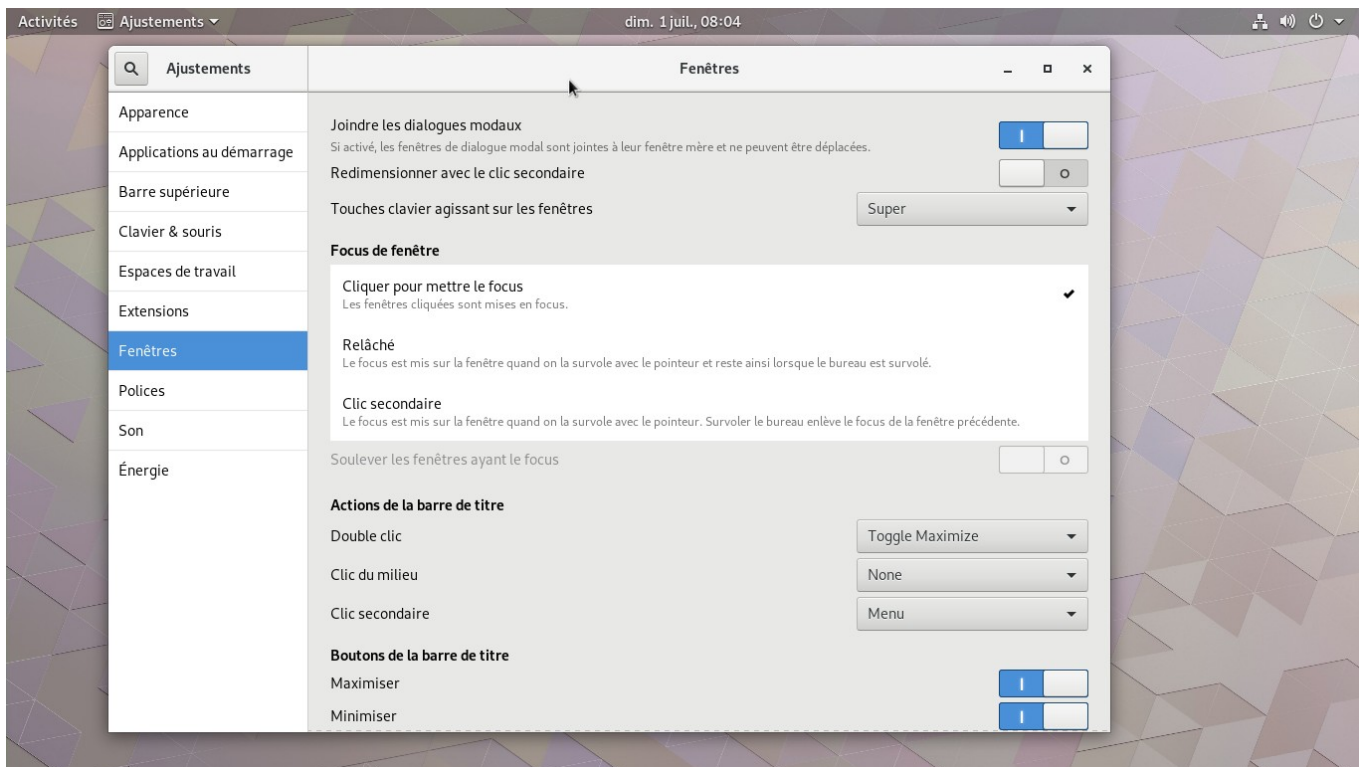 Activités Ajustements dim. 1 juil., 08:04
Ajustements Fenêtres
Apparence
Applications au démarrage
Barre supérieure
Clavier & souris
Espaces de travail
Extensions
Fenêtres
Polices
Son
Énergie
Joindre les dialogues modaux
Si activé, les fenêtres de dialogue modal sont jointes à leur fenêtre mère et ne peuvent être déplacées.
Redimensionner avec le clic secondaire
Touches clavier agissant sur les fenêtres Super
Focus de fenêtre
Cliquer pour mettre le focus
Les fenêtres cliquées sont mises en focus.
Relâché
Le focus est mis sur la fenêtre quand on la survole avec le pointeur et reste ainsi lorsque le bureau est survolé.
Clic secondaire
Le focus est mis sur la fenêtre quand on la survole avec le pointeur. Survoler le bureau enlève le focus de la fenêtre précédente.
Soulever les fenêtres ayant le focus
Actions de la barre de titre
Double clic Toggle Maximize
Clic du milieu None
Clic secondaire Menu
Boutons de la barre de titre
Maximiser
Minimiser